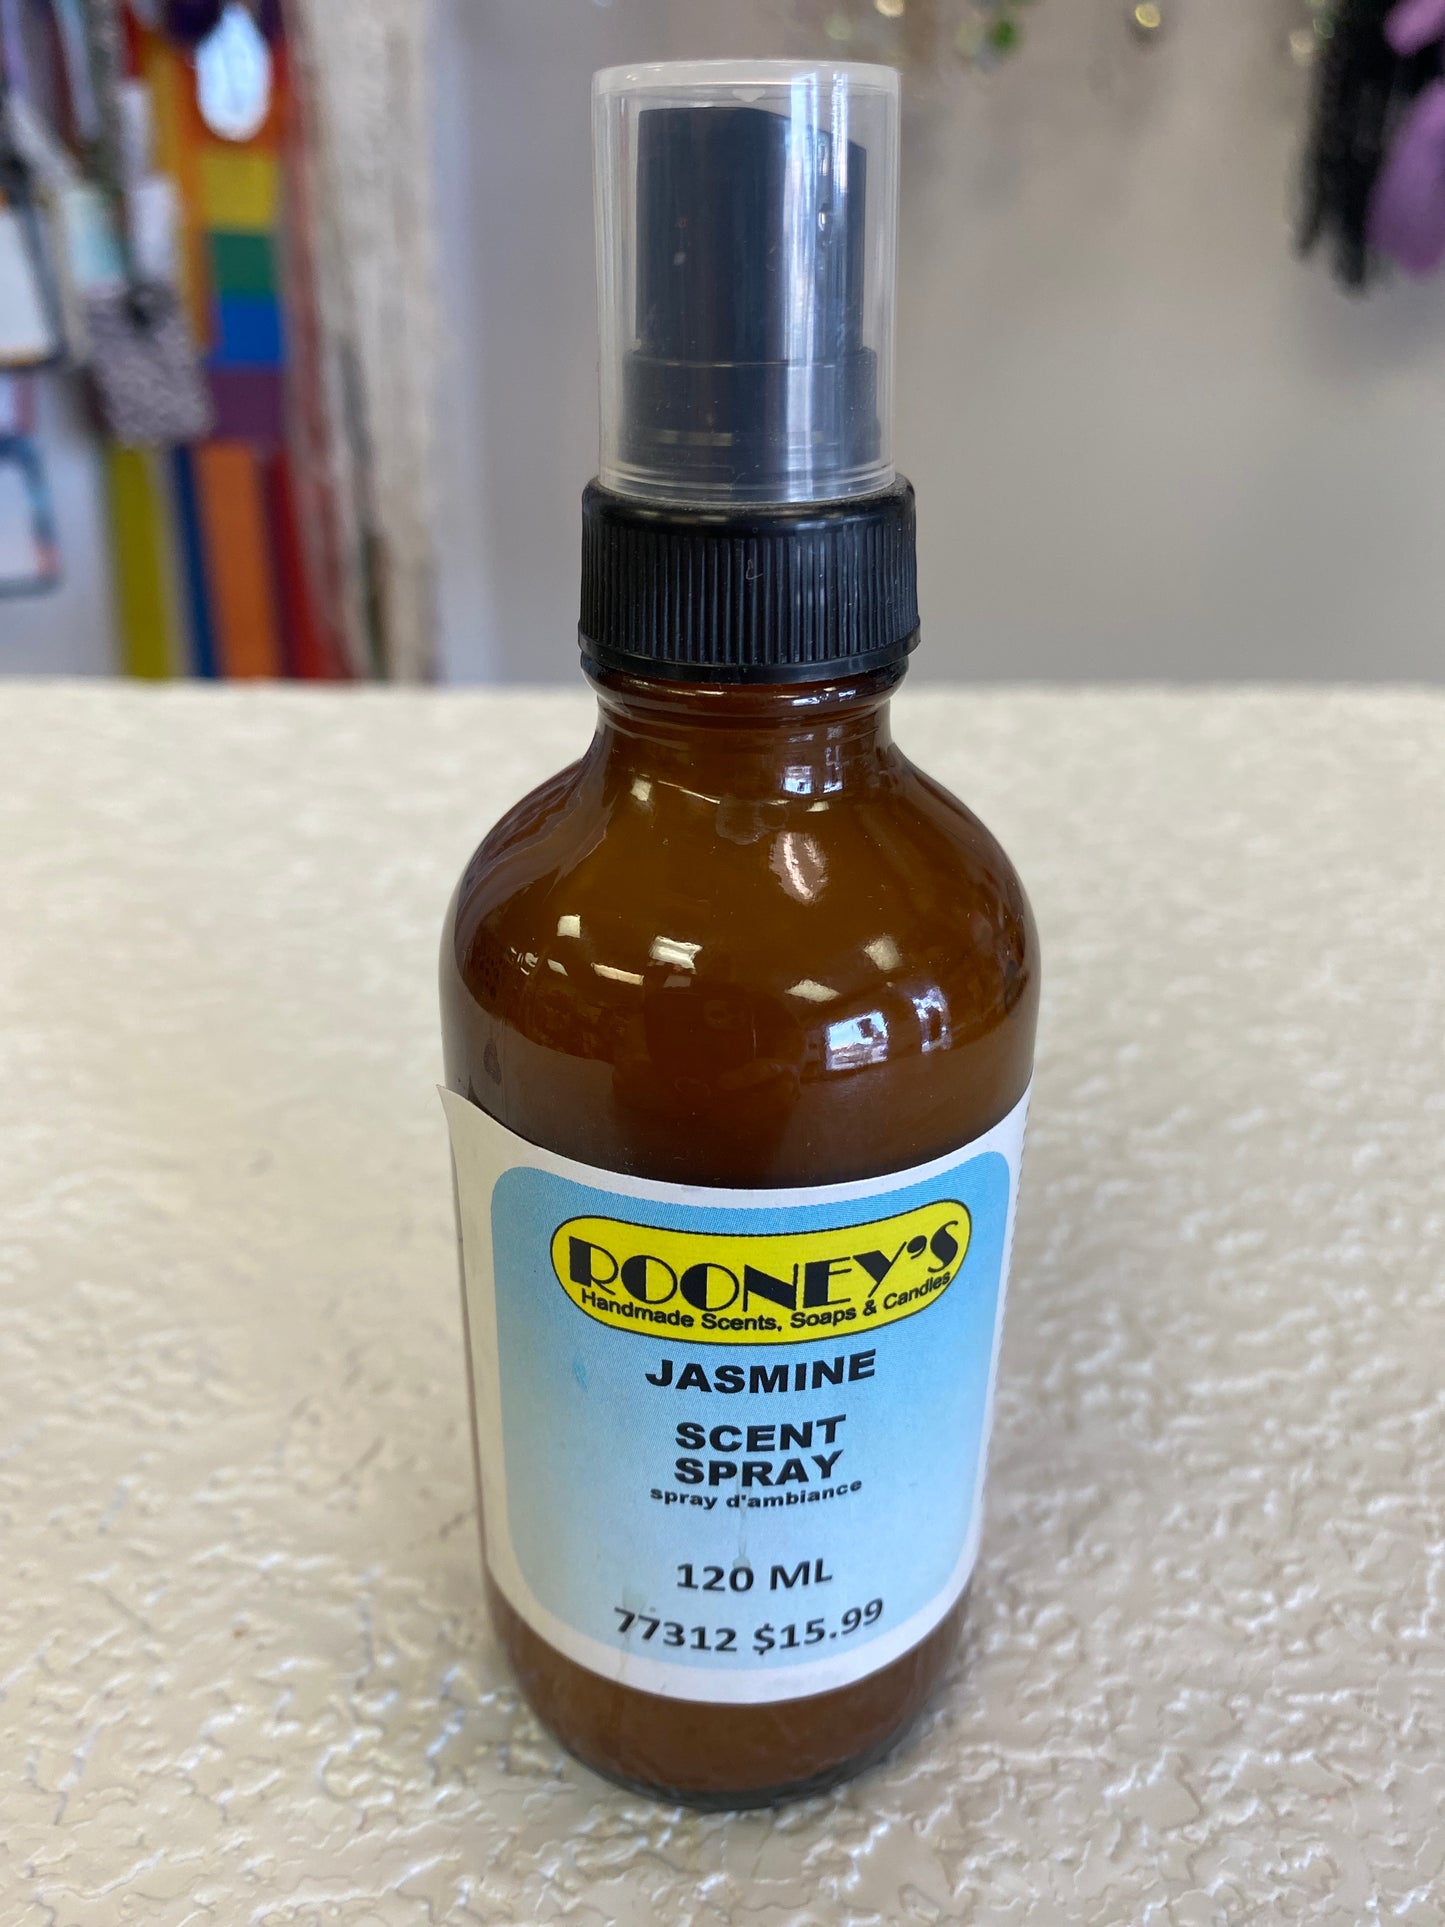 ROONEY'S
Handmade Scents, Soaps & Candles
JASMINE
SCENT
SPRAY
spray d'ambiance
120 ML
77312 $15.99